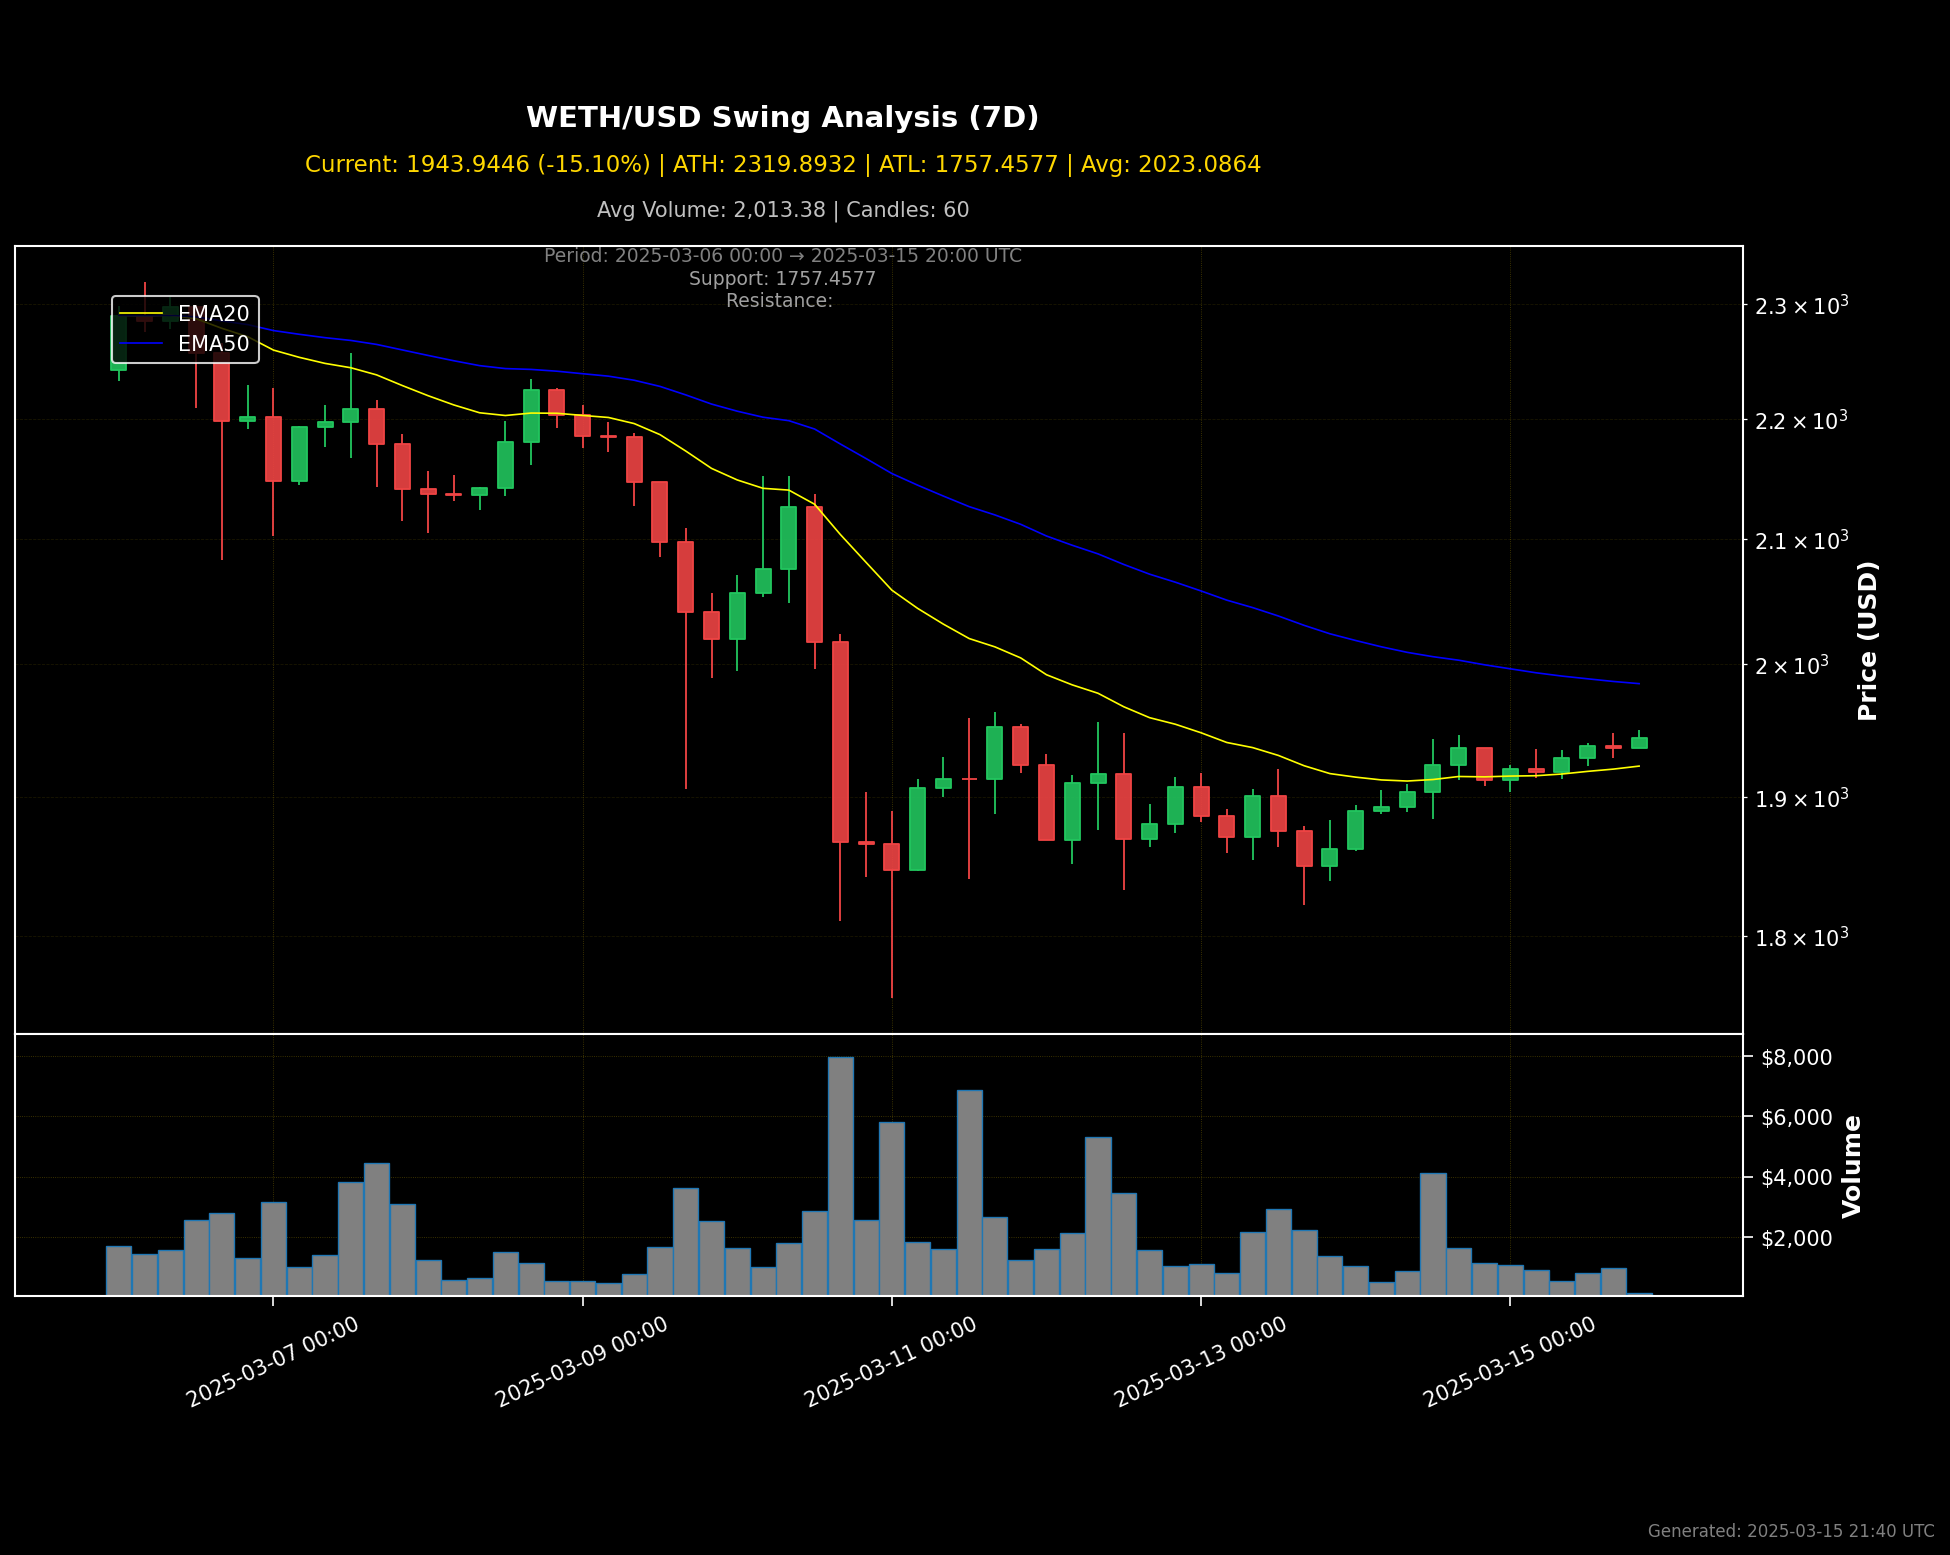 WETH/USD Swing Analysis (7D)
Current: 1943.9446 (-15.10%) | ATH: 2319.8932 | ATL: 1757.4577 | Avg: 2023.0864
Avg Volume: 2,013.38 | Candles: 60
Period: 2025-03-06 00:00 → 2025-03-15 20:00 UTC
Support: 1757.4577
Resistance:
EMA20
EMA50
2.3 × 10³
2.2 × 10³
2.1 × 10³
2 × 10³
1.9 × 10³
1.8 × 10³
Price (USD)
$8,000
$6,000
$4,000
$2,000
Volume
2025-03-07 00:00
2025-03-09 00:00
2025-03-11 00:00
2025-03-13 00:00
2025-03-15 00:00
Generated: 2025-03-15 21:40 UTC